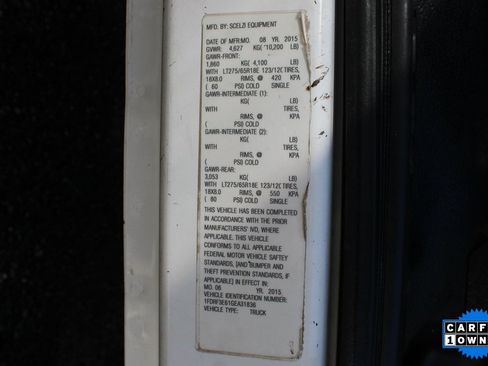 MFD. BY: SCELZI EQUIPMENT
DATE OF MFR:MO. 08 YR. 2015
GVWR: 4,627 KG( 10,200 LB)
GAWR-FRONT:
1,860 KG( 4,100 LB)
WITH LT275/65R18E 123/120( TIRES,
18X8.0 RIMS, @ 420 KPA
( 60 PSI) COLD SINGLE
GAWR-INTERMEDIATE (1):
KG( LB)
WITH TIRES,
RIMS, @ KPA
( PSI) COLD
GAWR-INTERMEDIATE (2):
KG( LB)
WITH TIRES,
RIMS, @ KPA
( PSI) COLD
GAWR-REAR:
3,053 KG( LB)
WITH LT275/65R18E 123/120( TIRES,
18X8.0 RIMS, @ 550 KPA
( 60 PSI) COLD SINGLE
THIS VEHICLE HAS BEEN COMPLETED
IN ACCORDANCE WITH THE PRIOR
MANUFACTURERS' IVD, WHERE
APPLICABLE. THIS VEHICLE
CONFORMS TO ALL APPLICABLE
FEDERAL MOTOR VEHICLE SAFTEY
STANDARDS, [AND BUMPER AND
THEFT PREVENTION STANDARDS, IF
APPLICABLE] IN EFFECT IN:
MO. 06 YR. 2015
VEHICLE IDENTIFICATION NUMBER:
1FDRF3E61GEA31836
VEHICLE TYPE: TRUCK
CARF
1 OWN